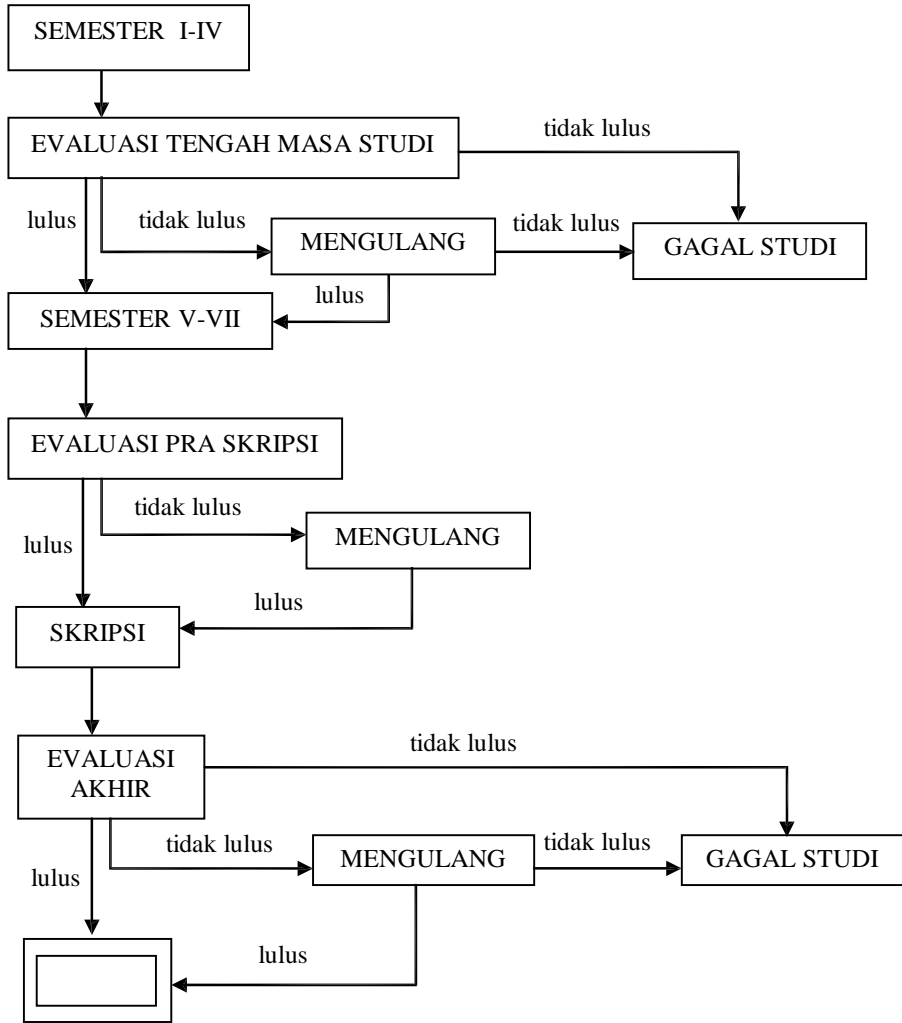 SEMESTER I-IV
EVALUASI TENGAH MASA STUDI
tidak lulus
lulus
tidak lulus
MENGULANG
tidak lulus
GAGAL STUDI
lulus
SEMESTER V-VII
EVALUASI PRA SKRIPSI
tidak lulus
lulus
MENGULANG
lulus
SKRIPSI
EVALUASI
AKHIR
tidak lulus
tidak lulus
MENGULANG
tidak lulus
GAGAL STUDI
lulus
lulus